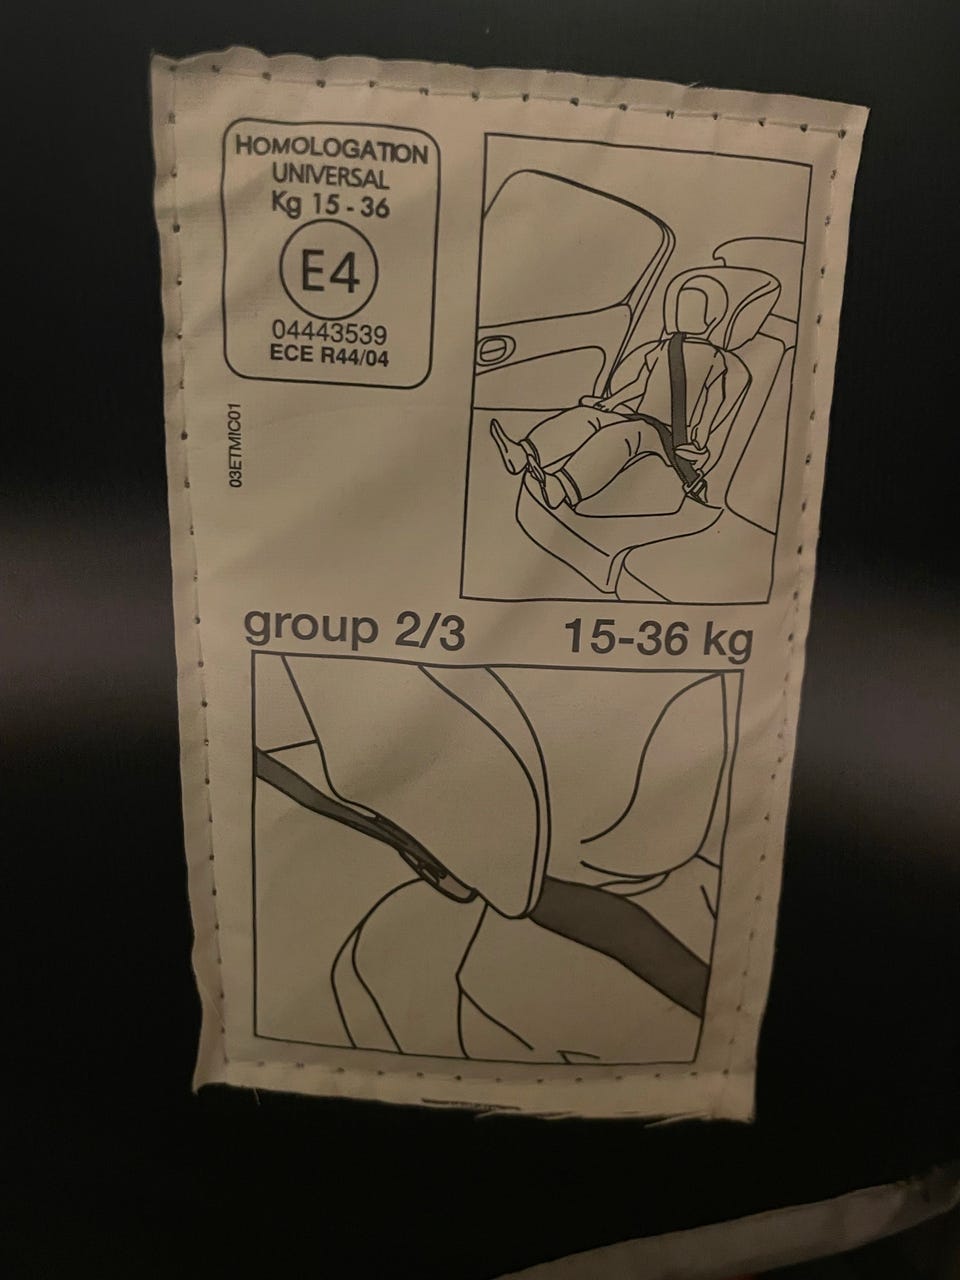 HOMOLOGATION
UNIVERSAL
Kg 15 - 36
E4
04443539
ECE R44/04
03ETMIC01
group 2/3 15-36 kg